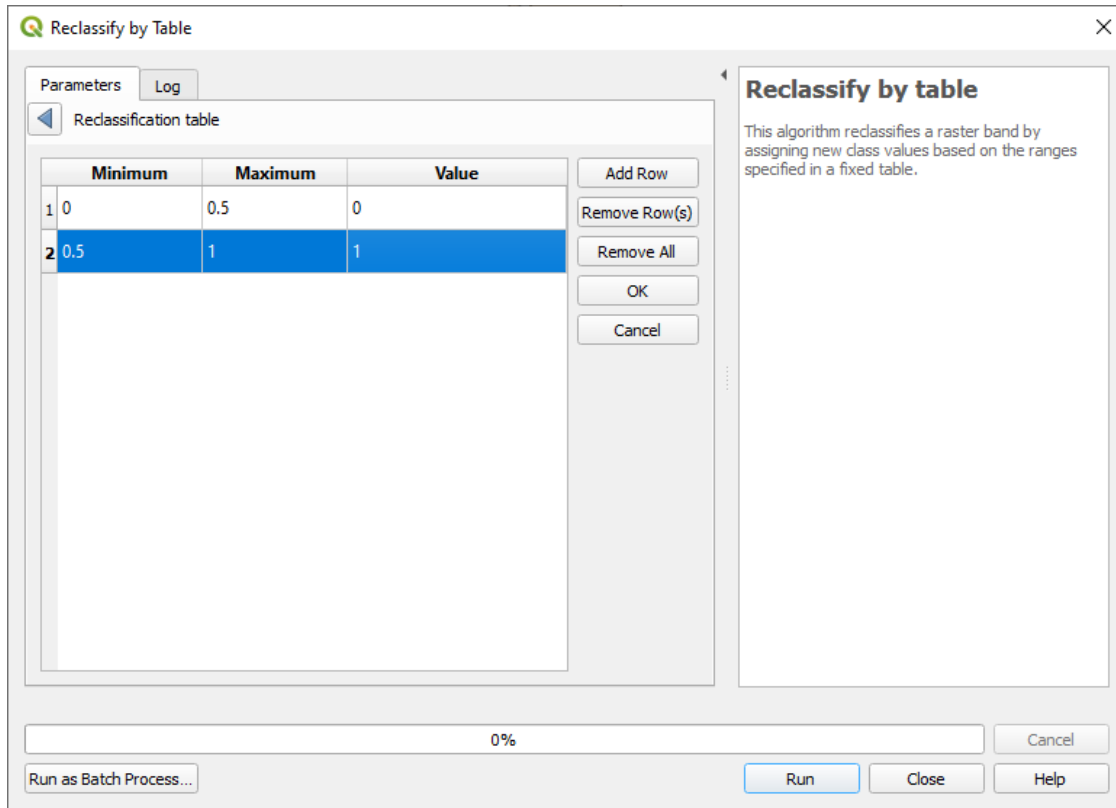 Reclassify by Table
Parameters Log
Reclassification table
Minimum Maximum Value
1 0 0.5 0
2 0.5 1 1
Add Row
Remove Row(s)
Remove All
OK
Cancel
Reclassify by table
This algorithm reclassifies a raster band by
assigning new class values based on the ranges
specified in a fixed table.
0%
Cancel
Run as Batch Process...
Run Close Help